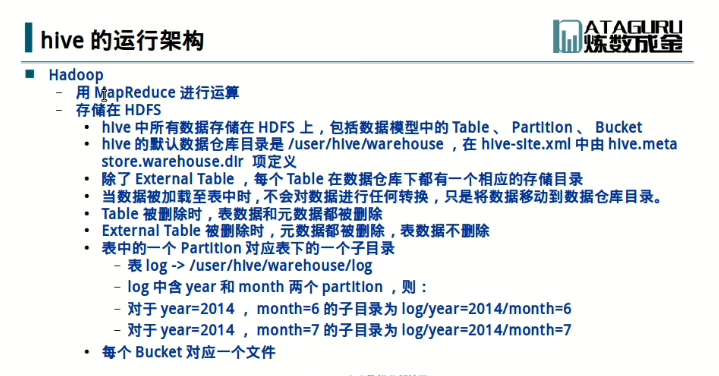 hive 的运行架构
ATAGURU
炼数成金
Hadoop
– 用 MapReduce 进行运算
– 存储在 HDFS
• hive 中所有数据存储在 HDFS 上，包括数据模型中的 Table 、 Partition 、 Bucket
• hive 的默认数据仓库目录是 /user/hive/warehouse ，在 hive-site.xml 中由 hive.meta
store.warehouse.dir 项定义
• 除了 External Table ，每个 Table 在数据仓库下都有一个相应的存储目录
• 当数据被加载至表中时，不会对数据进行任何转换，只是将数据移动到数据仓库目录。
• Table 被删除时，表数据和元数据都被删除
• External Table 被删除时，元数据都被删除，表数据不删除
• 表中的一个 Partition 对应表下的一个子目录
– 表 log -> /user/hive/warehouse/log
– log 中含 year 和 month 两个 partition ，则：
– 对于 year=2014 ， month=6 的子目录为 log/year=2014/month=6
– 对于 year=2014 ， month=7 的子目录为 log/year=2014/month=7
• 每个 Bucket 对应一个文件